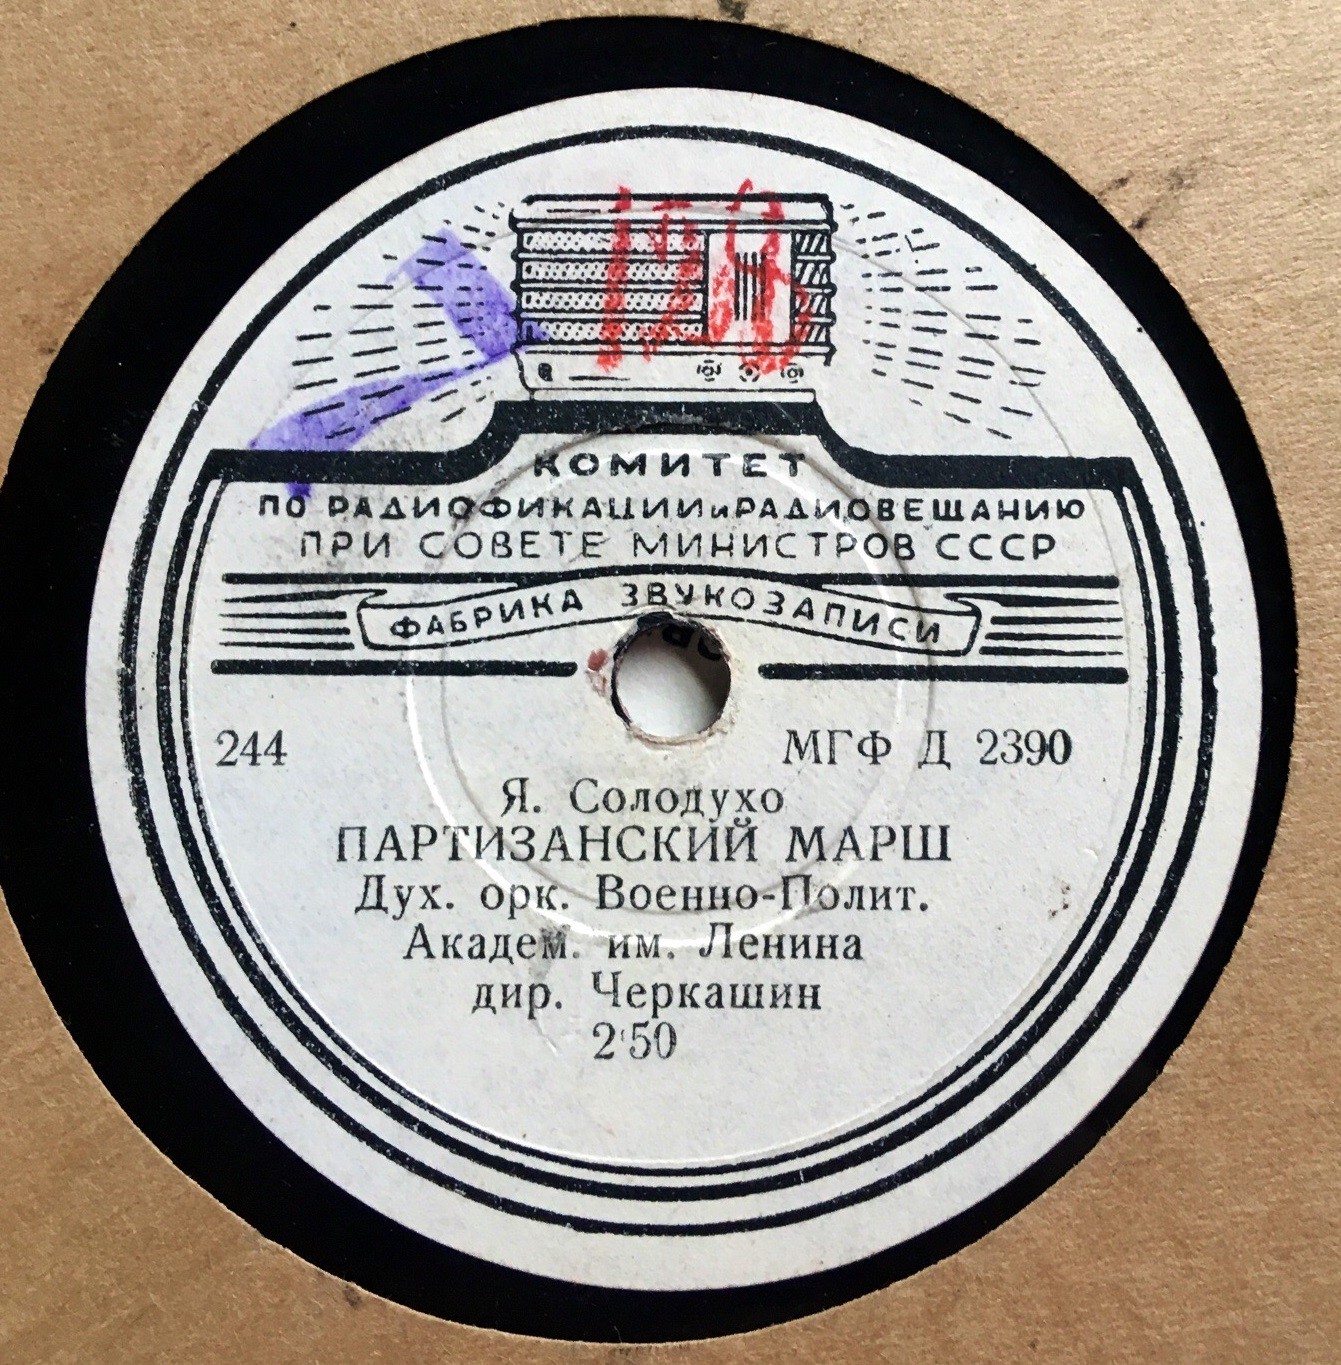 КОМИТЕТ
ПО РАДИОФИКАЦИИ и РАДИОВЕЩАНИЮ
ПРИ СОВЕТЕ МИНИСТРОВ СССР
ФАБРИКА ЗВУКОЗАПИСИ
244 МГФ Д 2390
Я. Солодухо
ПАРТИЗАНСКИЙ МАРШ
Дух. орк. Военно-Полит.
Академ. им. Ленина
дир. Черкашин
2'50